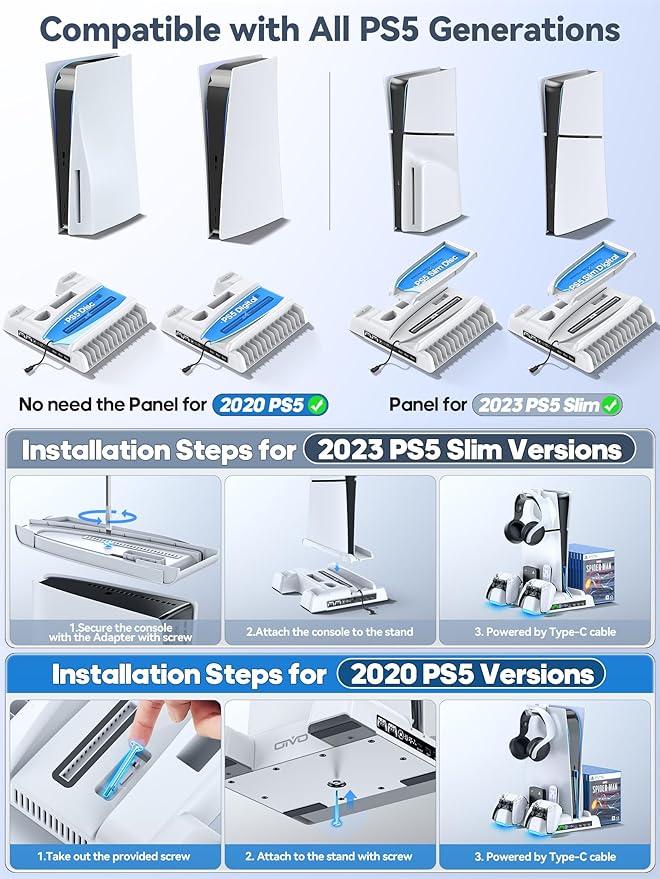 Compatible with All PS5 Generations
PS5 Disc
PS5 Digital
PS5 Slim Disc
PS5 Slim Digital
No need the Panel for 2020 PS5
Panel for 2023 PS5 Slim
Installation Steps for 2023 PS5 Slim Versions
1.Secure the console
with the Adapter with screw
2.Attach the console to the stand
SPIDER-MAN
3. Powered by Type-C cable
Installation Steps for 2020 PS5 Versions
OIVO
SPIDER-MAN
1.Take out the provided screw
2. Attach to the stand with screw
3. Powered by Type-C cable